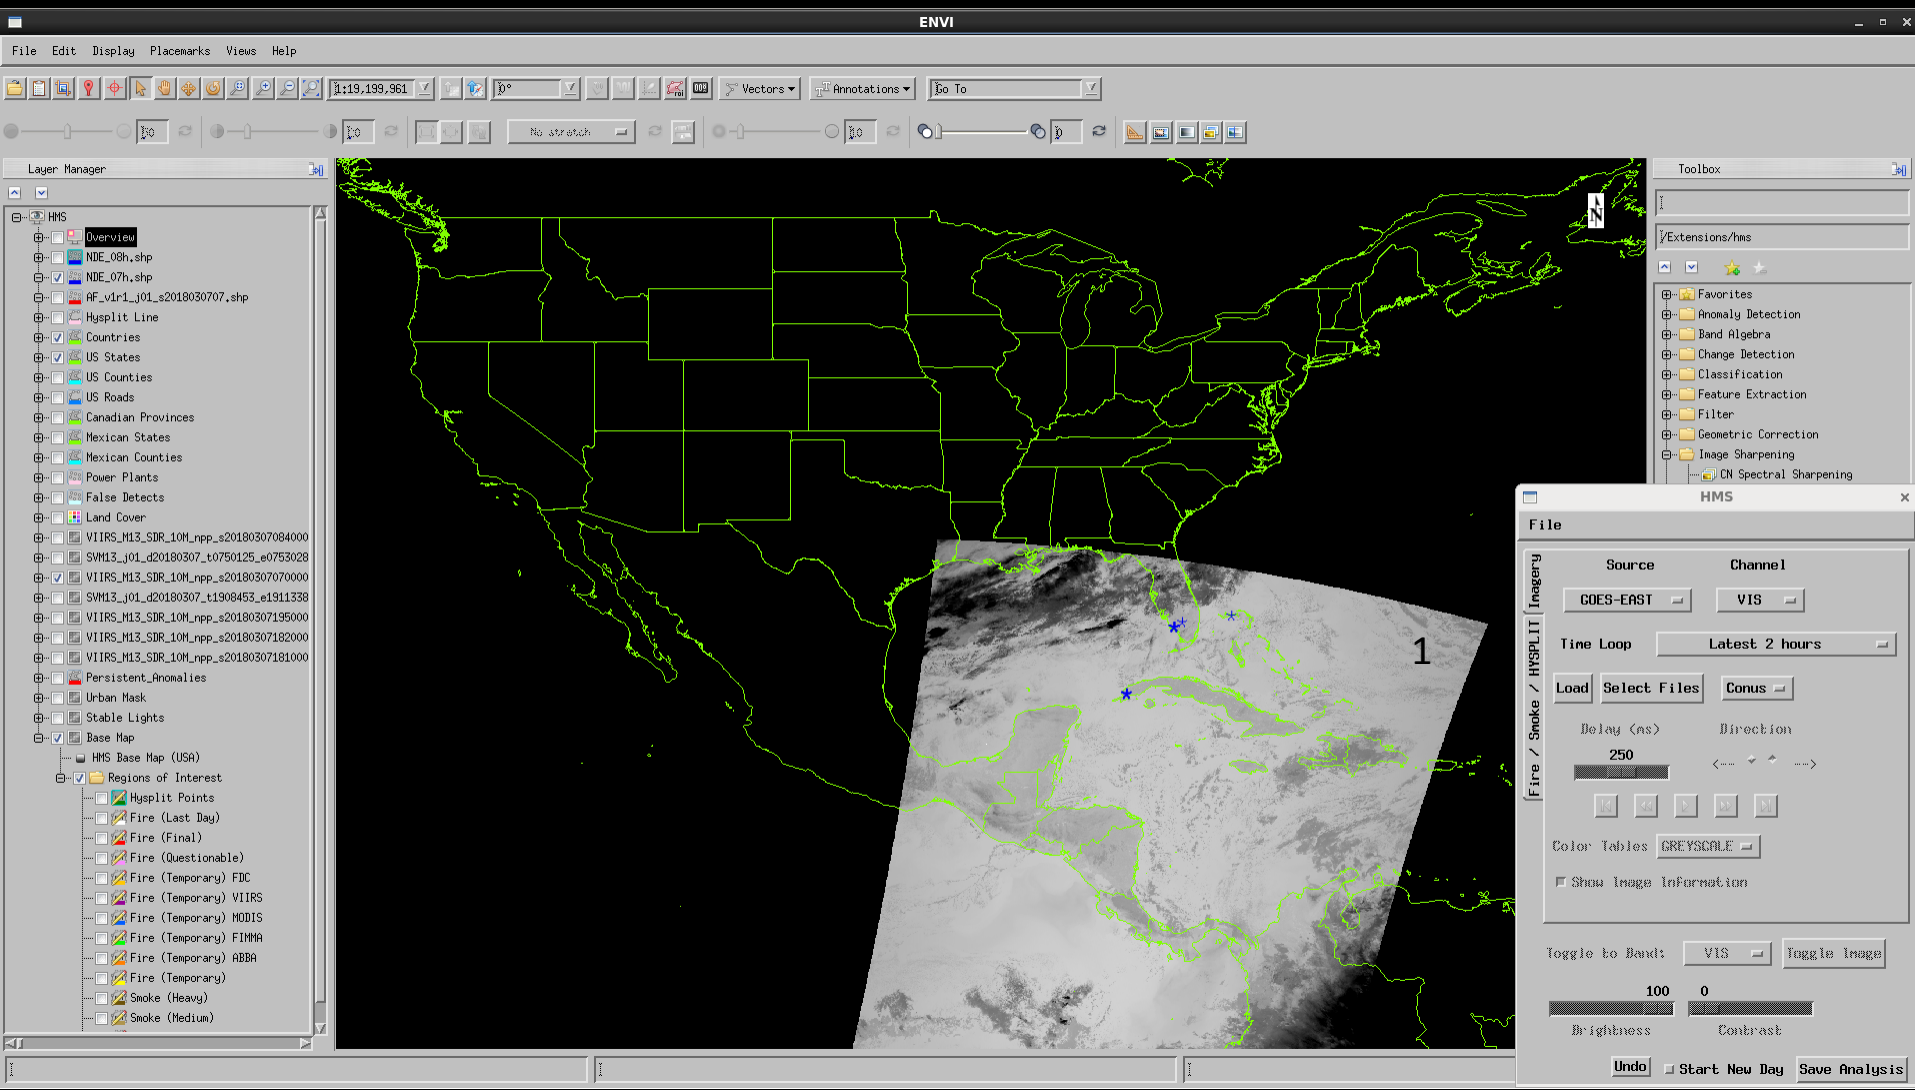 ENVI
File Edit Display Placemarks Views Help
1:19,199,961 0° Vectors Annotations Go To
No stretch
Layer Manager
HMS
Overview
NDE_08h.shp
NDE_07h.shp
AF_v1r1_j01_s2018030707.shp
Hysplit Line
Countries
US States
US Counties
US Roads
Canadian Provinces
Mexican States
Mexican Counties
Power Plants
False Detects
Land Cover
VIIRS_M13_SDR_10M_npp_s20180307084000
SVM13_j01_d20180307_t0750125_e0753028
VIIRS_M13_SDR_10M_npp_s20180307070000
SVM13_j01_d20180307_t1908453_e1911338
VIIRS_M13_SDR_10M_npp_s20180307195000
VIIRS_M13_SDR_10M_npp_s20180307182000
VIIRS_M13_SDR_10M_npp_s20180307181000
Persistent_Anomalies
Urban Mask
Stable Lights
Base Map
HMS Base Map (USA)
Regions of Interest
Hysplit Points
Fire (Last Day)
Fire (Final)
Fire (Questionable)
Fire (Temporary) FDC
Fire (Temporary) VIIRS
Fire (Temporary) MODIS
Fire (Temporary) FIMMA
Fire (Temporary) ABBA
Fire (Temporary)
Smoke (Heavy)
Smoke (Medium)
N
1
Toolbox
/Extensions/hms
Favorites
Anomaly Detection
Band Algebra
Change Detection
Classification
Feature Extraction
Filter
Geometric Correction
Image Sharpening
CN Spectral Sharpening
HMS
File
Imagery
Fire / Smoke / HYSPLIT
Source Channel
GOES-EAST VIS
Time Loop Latest 2 hours
Load Select Files Conus
Delay (ms) Direction
250
<-- -->
Color Tables GREYSCALE
Show Image Information
Toggle to Band: VIS Toggle Image
100 0
Brightness Contrast
Undo Start New Day Save Analysis